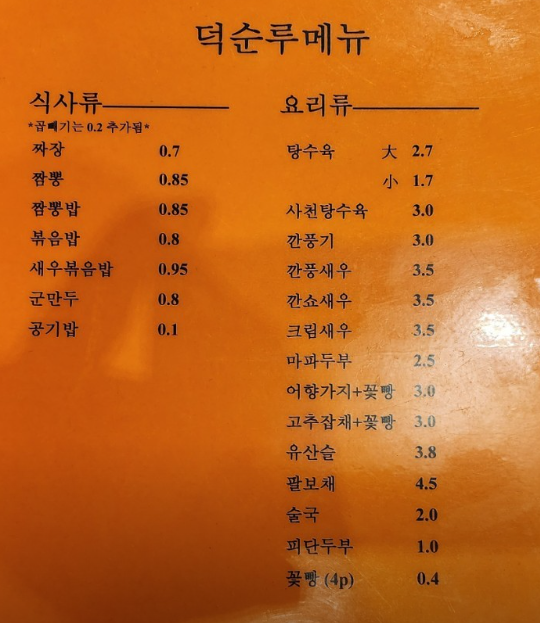 덕순루메뉴
식사류
*곱빼기는 0.2 추가됨*
짜장 0.7
짬뽕 0.85
짬뽕밥 0.85
볶음밥 0.8
새우볶음밥 0.95
군만두 0.8
공기밥 0.1
요리류
탕수육 大 2.7
小 1.7
사천탕수육 3.0
깐풍기 3.0
깐풍새우 3.5
깐쇼새우 3.5
크림새우 3.5
마파두부 2.5
어향가지+꽃빵 3.0
고추잡채+꽃빵 3.0
유산슬 3.8
팔보채 4.5
술국 2.0
피단두부 1.0
꽃빵 (4p) 0.4